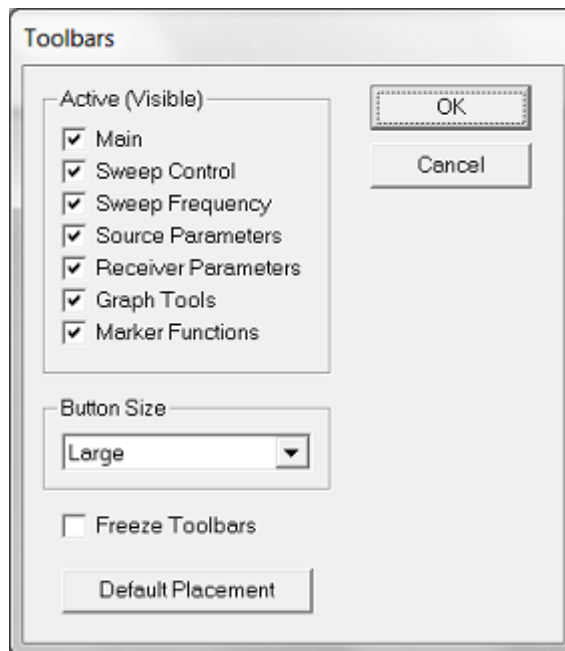 Toolbars
Active (Visible)
Main
Sweep Control
Sweep Frequency
Source Parameters
Receiver Parameters
Graph Tools
Marker Functions
Button Size
Large
Freeze Toolbars
Default Placement
OK
Cancel